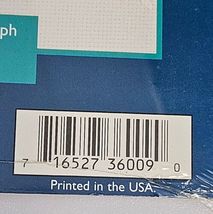 ph
7 16527 36009 0
Printed in the USA.